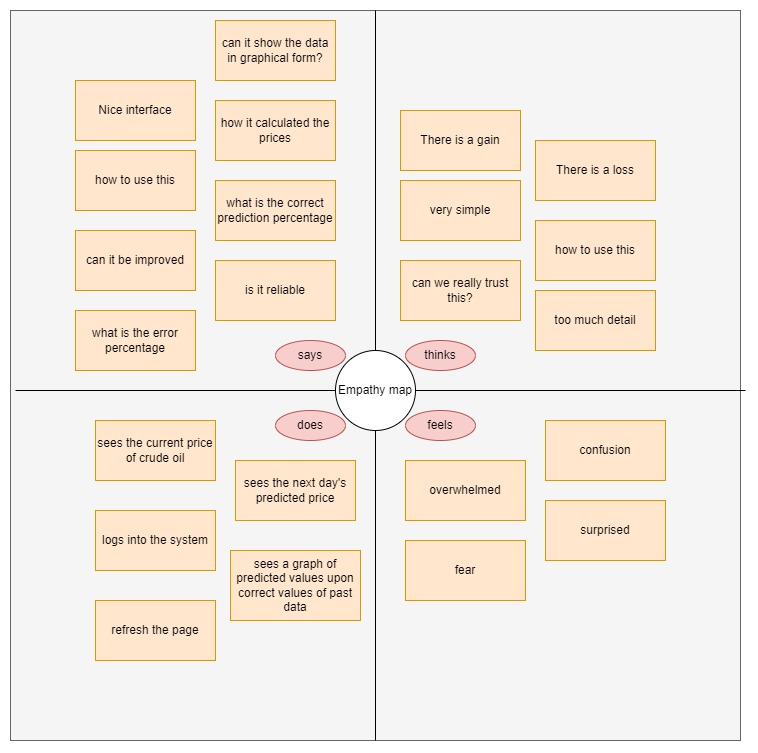 can it show the data
in graphical form?
Nice interface
how it calculated the
prices
how to use this
what is the correct
prediction percentage
can it be improved
is it reliable
what is the error
percentage
says
There is a gain
There is a loss
very simple
how to use this
can we really trust
this?
too much detail
thinks
Empathy map
does
sees the current price
of crude oil
sees the next day's
predicted price
logs into the system
sees a graph of
predicted values upon
correct values of past
data
refresh the page
feels
confusion
overwhelmed
surprised
fear